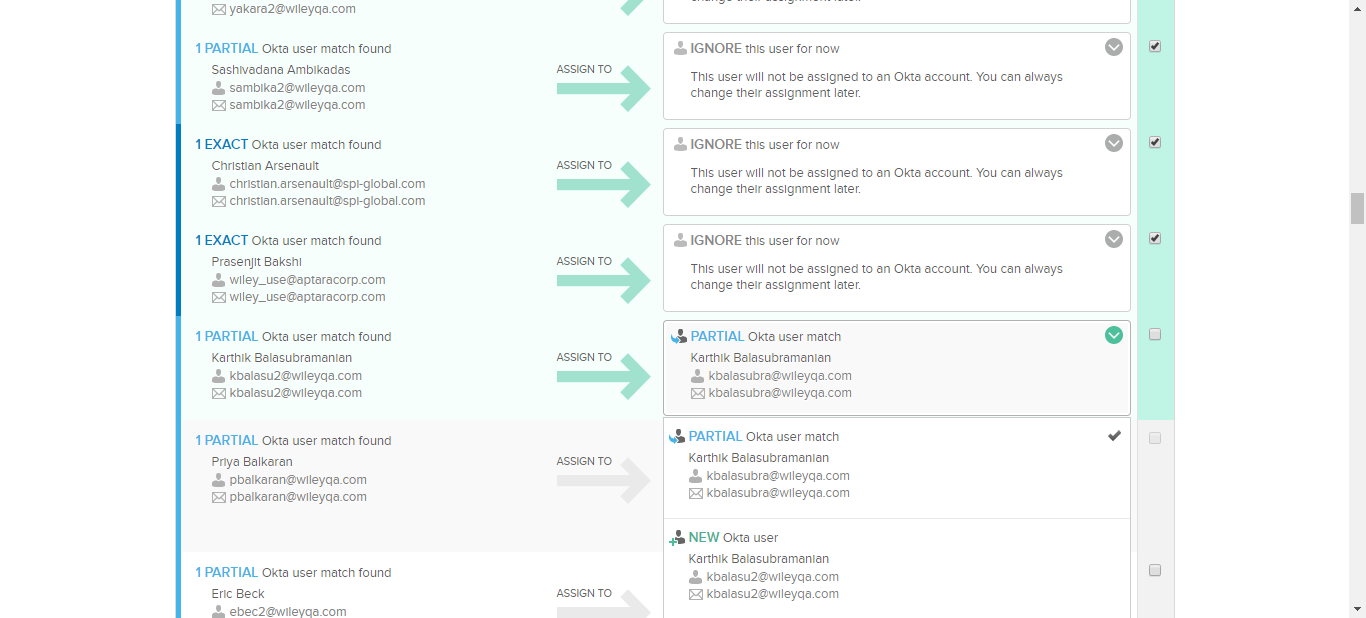 yakara2@wileyqa.com
change their assignment later.
1 PARTIAL Okta user match found
Sashivadana Ambikadas
sambika2@wileyqa.com
sambika2@wileyqa.com
ASSIGN TO
IGNORE this user for now
This user will not be assigned to an Okta account. You can always
change their assignment later.
1 EXACT Okta user match found
Christian Arsenault
christian.arsenault@spi-global.com
christian.arsenault@spi-global.com
ASSIGN TO
IGNORE this user for now
This user will not be assigned to an Okta account. You can always
change their assignment later.
1 EXACT Okta user match found
Prasenjit Bakshi
wiley_use@aptaracorp.com
wiley_use@aptaracorp.com
ASSIGN TO
IGNORE this user for now
This user will not be assigned to an Okta account. You can always
change their assignment later.
1 PARTIAL Okta user match found
Karthik Balasubramanian
kbalasu2@wileyqa.com
kbalasu2@wileyqa.com
ASSIGN TO
PARTIAL Okta user match
Karthik Balasubramanian
kbalasubra@wileyqa.com
kbalasubra@wileyqa.com
1 PARTIAL Okta user match found
Priya Balkaran
pbalkaran@wileyqa.com
pbalkaran@wileyqa.com
ASSIGN TO
PARTIAL Okta user match
Karthik Balasubramanian
kbalasubra@wileyqa.com
kbalasubra@wileyqa.com
NEW Okta user
Karthik Balasubramanian
kbalasu2@wileyqa.com
kbalasu2@wileyqa.com
1 PARTIAL Okta user match found
Eric Beck
ebec2@wileyqa.com
ASSIGN TO